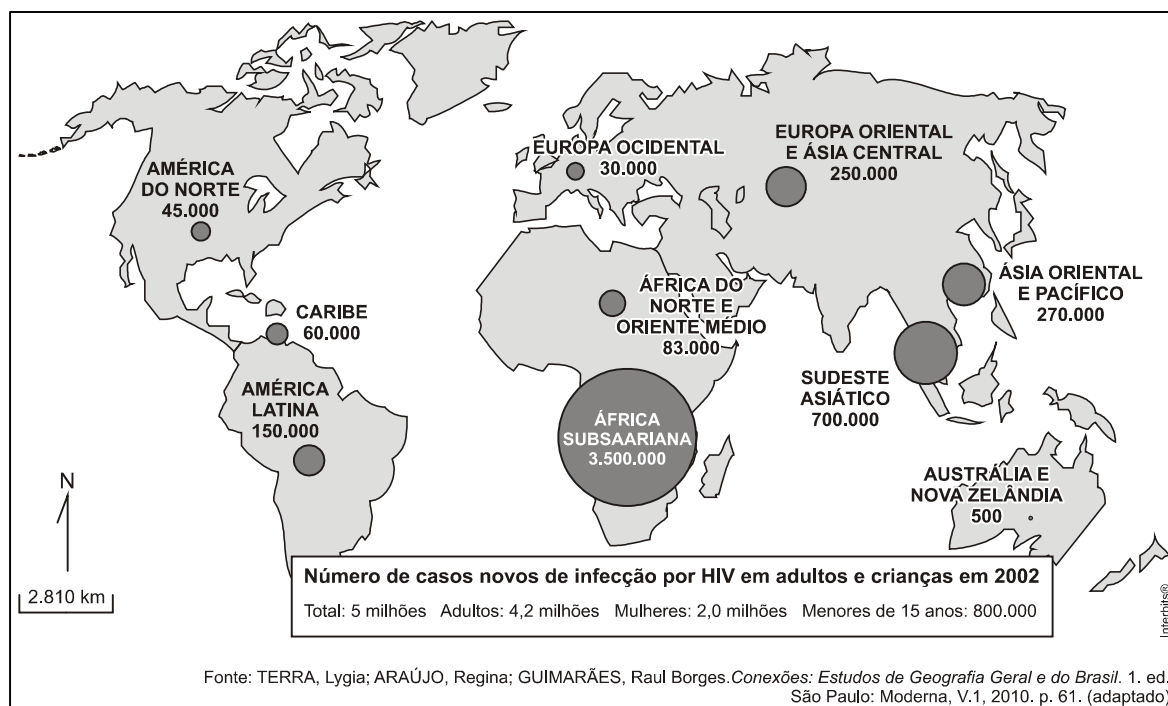 AMÉRICA
DO NORTE
45.000
EUROPA OCIDENTAL
30.000
EUROPA ORIENTAL
E ÁSIA CENTRAL
250.000
CARIBE
60.000
ÁFRICA DO
NORTE E
ORIENTE MÉDIO
83.000
ÁSIA ORIENTAL
E PACÍFICO
270.000
AMÉRICA
LATINA
150.000
ÁFRICA
SUBSAARIANA
3.500.000
SUDESTE
ASIÁTICO
700.000
AUSTRÁLIA E
NOVA ZELÂNDIA
500
N
2.810 km
Número de casos novos de infecção por HIV em adultos e crianças em 2002
Total: 5 milhões Adultos: 4,2 milhões Mulheres: 2,0 milhões Menores de 15 anos: 800.000
Interbits®
Fonte: TERRA, Lygia; ARAÚJO, Regina; GUIMARÃES, Raul Borges.Conexões: Estudos de Geografia Geral e do Brasil. 1. ed.
São Paulo: Moderna, V.1, 2010. p. 61. (adaptado)